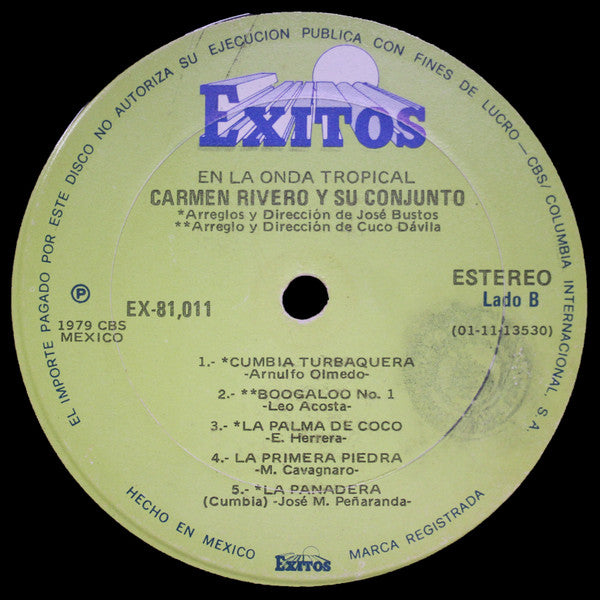 EL IMPORTE PAGADO POR ESTE DISCO NO AUTORIZA SU EJECUCION PUBLICA CON FINES DE LUCRO — CBS/ COLUMBIA INTERNACIONAL, S.A.
EXITOS
EN LA ONDA TROPICAL
CARMEN RIVERO Y SU CONJUNTO
*Arreglos y Dirección de José Bustos
**Arreglo y Dirección de Cuco Dávila
ESTEREO
Lado B
℗
EX-81,011
1979 CBS
MEXICO
(01-11-13530)
1.- *CUMBIA TURBAQUERA
-Arnulfo Olmedo-
2.- **BOOGALOO No. 1
-Leo Acosta-
3.- *LA PALMA DE COCO
-E. Herrera-
4.- LA PRIMERA PIEDRA
-M. Cavagnaro-
5.- *LA PANADERA
(Cumbia) -José M. Peñaranda-
HECHO EN MEXICO
EXITOS
MARCA REGISTRADA